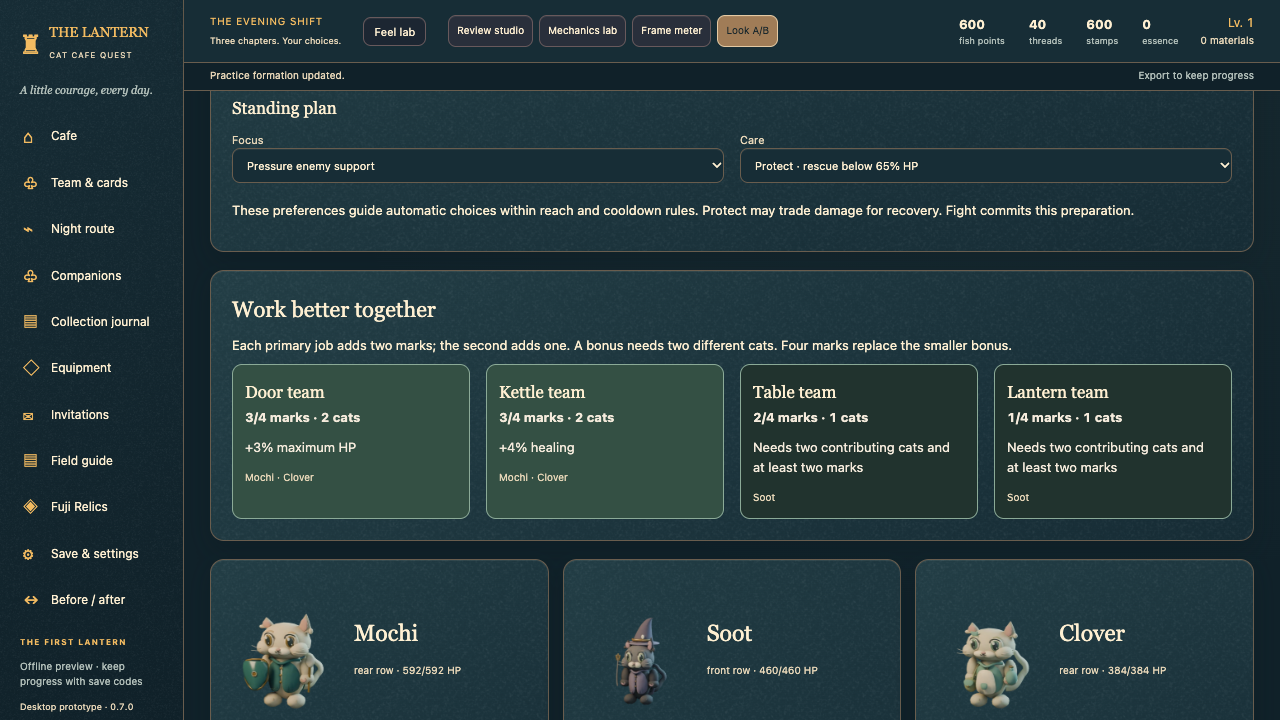 THE LANTERN
CAT CAFE QUEST
A little courage, every day.
Cafe
Team & cards
Night route
Companions
Collection journal
Equipment
Invitations
Field guide
Fuji Relics
Save & settings
Before / after
THE FIRST LANTERN
Offline preview · keep
progress with save codes
Desktop prototype · 0.7.0
THE EVENING SHIFT
Three chapters. Your choices.
Feel lab
Review studio
Mechanics lab
Frame meter
Look A/B
600
fish points
40
threads
600
stamps
0
essence
Lv. 1
0 materials
Practice formation updated.
Export to keep progress
Standing plan
Focus
Pressure enemy support
Care
Protect · rescue below 65% HP
These preferences guide automatic choices within reach and cooldown rules. Protect may trade damage for recovery. Fight commits this preparation.
Work better together
Each primary job adds two marks; the second adds one. A bonus needs two different cats. Four marks replace the smaller bonus.
Door team
3/4 marks · 2 cats
+3% maximum HP
Mochi · Clover
Kettle team
3/4 marks · 2 cats
+4% healing
Mochi · Clover
Table team
2/4 marks · 1 cats
Needs two contributing cats and
at least two marks
Soot
Lantern team
1/4 marks · 1 cats
Needs two contributing cats and
at least two marks
Soot
Mochi
rear row · 592/592 HP
Soot
front row · 460/460 HP
Clover
rear row · 384/384 HP